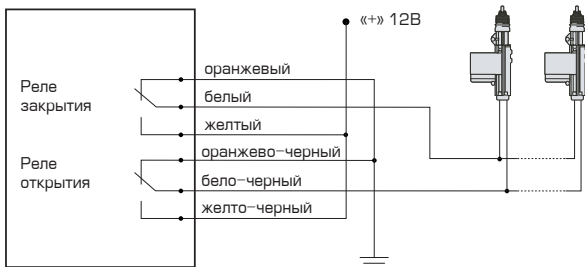 «+» 12В
оранжевый
Реле
закрытия
белый
желтый
оранжево-черный
Реле
открытия
бело-черный
желто-черный